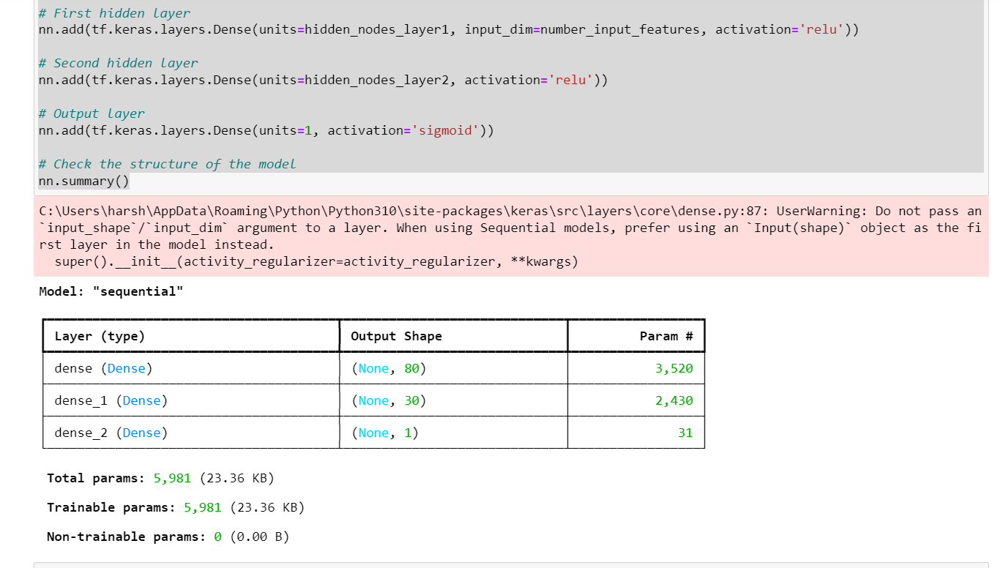 # First hidden layer
nn.add(tf.keras.layers.Dense(units=hidden_nodes_layer1, input_dim=number_input_features, activation='relu'))
# Second hidden layer
nn.add(tf.keras.layers.Dense(units=hidden_nodes_layer2, activation='relu'))
# Output layer
nn.add(tf.keras.layers.Dense(units=1, activation='sigmoid'))
# Check the structure of the model
nn.summary()
C:\Users\harsh\AppData\Roaming\Python\Python310\site-packages\keras\src\layers\core\dense.py:87: UserWarning: Do not pass an
`input_shape`/`input_dim` argument to a layer. When using Sequential models, prefer using an `Input(shape)` object as the fi
rst layer in the model instead.
super().__init__(activity_regularizer=activity_regularizer, **kwargs)
Model: "sequential"
Layer (type) Output Shape Param #
dense (Dense) (None, 80) 3,520
dense_1 (Dense) (None, 30) 2,430
dense_2 (Dense) (None, 1) 31
Total params: 5,981 (23.36 KB)
Trainable params: 5,981 (23.36 KB)
Non-trainable params: 0 (0.00 B)